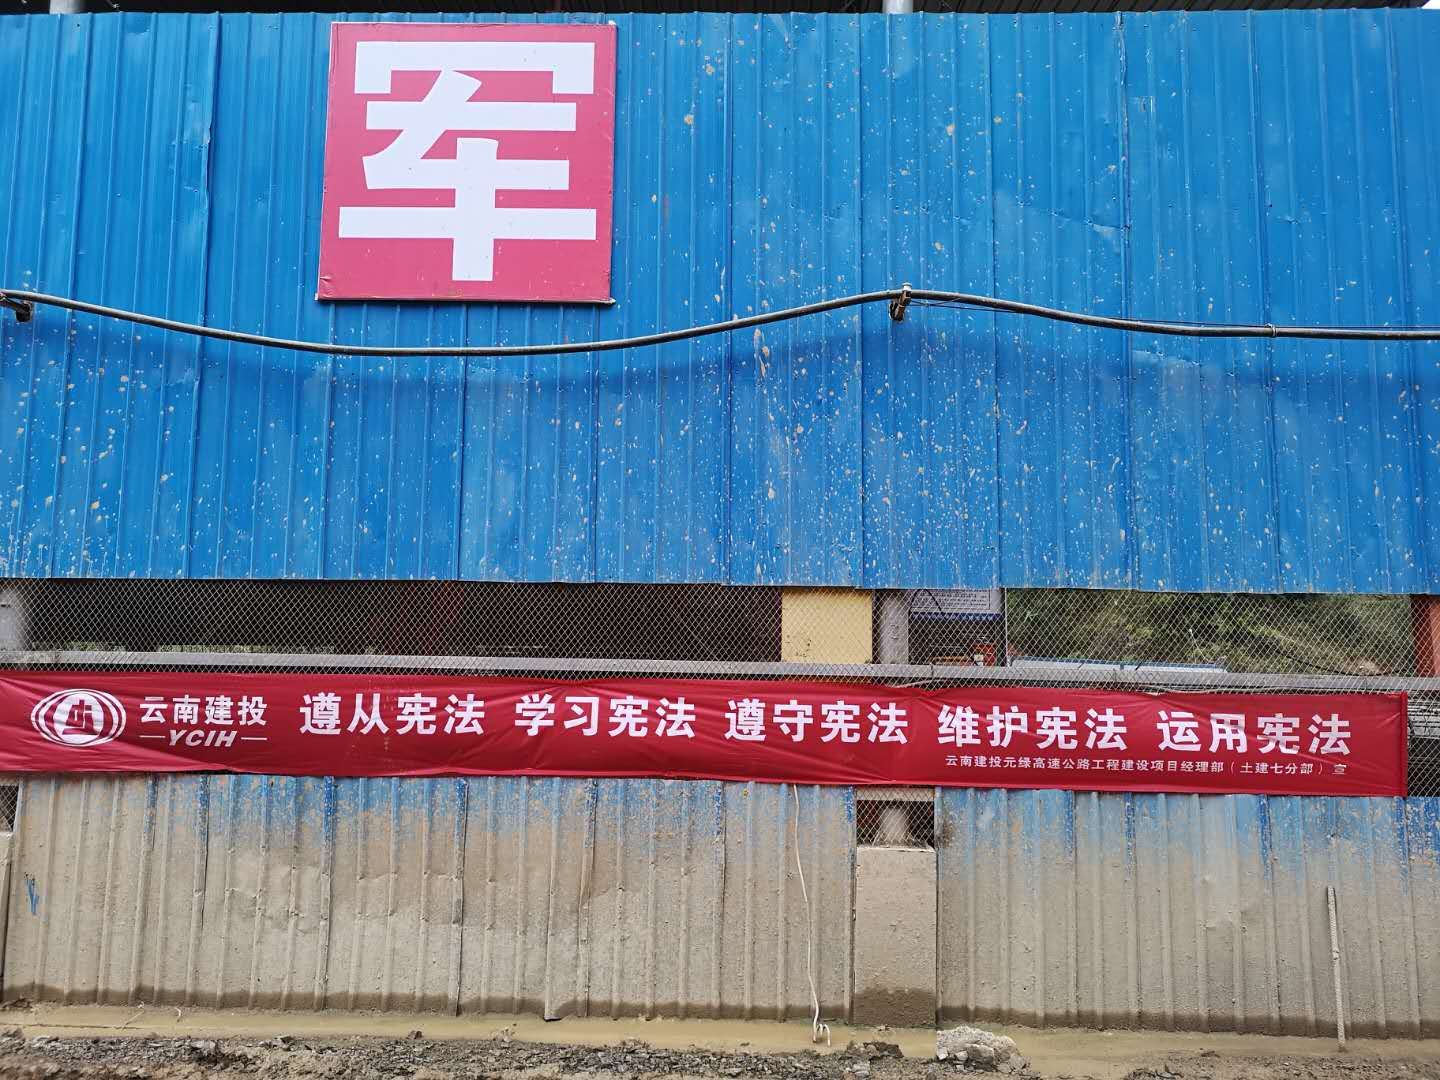 军
云南建投
YCIH
遵从宪法 学习宪法 遵守宪法 维护宪法 运用宪法
云南建投元绿高速公路工程建设项目经理部（土建七分部）宣